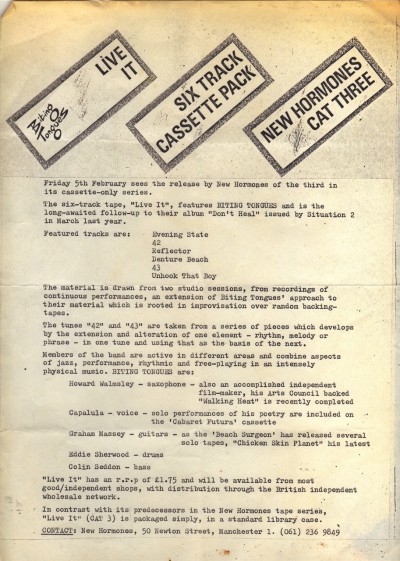 Biting
Tongues
LIVE
IT
SIX TRACK
CASSETTE PACK
NEW HORMONES
CAT THREE
Friday 5th February sees the release by New Hormones of the third in
its cassette-only series.
The six-track tape, "Live It", features BITING TONGUES and is the
long-awaited follow-up to their album "Don't Heal" issued by Situation 2
in March last year.
Featured tracks are: Evening State
42
Reflector
Denture Beach
43
Unhook That Boy
The material is drawn from two studio sessions, from recordings of
continuous performances, an extension of Biting Tongues' approach to
their material which is rooted in improvisation over random backing-
tapes.
The tunes "42" and "43" are taken from a series of pieces which develops
by the extension and alteration of one element - rhythm, melody or
phrase - in one tune and using that as the basis of the next.
Members of the band are active in different areas and combine aspects
of jazz, performance, rhythmic and free-playing in an intensely
physical music. BITING TONGUES are:
Howard Walmsley - saxophone - also an accomplished independent
film-maker, his Arts Council backed
"Walking Heat" is recently completed
Capalula - voice - solo performances of his poetry are included on
the 'Cabaret Futura' cassette
Graham Massey - guitars - as the 'Beach Surgeon' has released several
solo tapes, "Chicken Skin Planet" his latest
Eddie Sherwood - drums
Colin Seddon - bass
"Live It" has an r.r.p of £1.75 and will be available from most
good/independent shops, with distribution through the British independent
wholesale network.
In contrast with its predecessors in the New Hormones tape series,
"Live It" (CAT 3) is packaged simply, in a standard library case.
CONTACT: New Hormones, 50 Newton Street, Manchester 1. (061) 236 9849